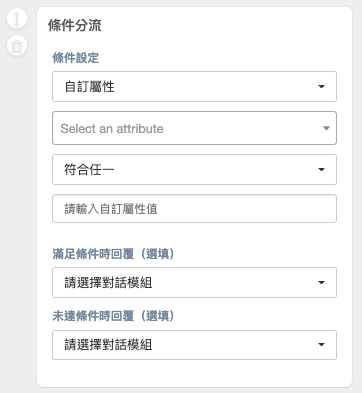 條件分流
條件設定
自訂屬性
Select an attribute
符合任一
請輸入自訂屬性值
滿足條件時回覆（選填）
請選擇對話模組
未達條件時回覆（選填）
請選擇對話模組